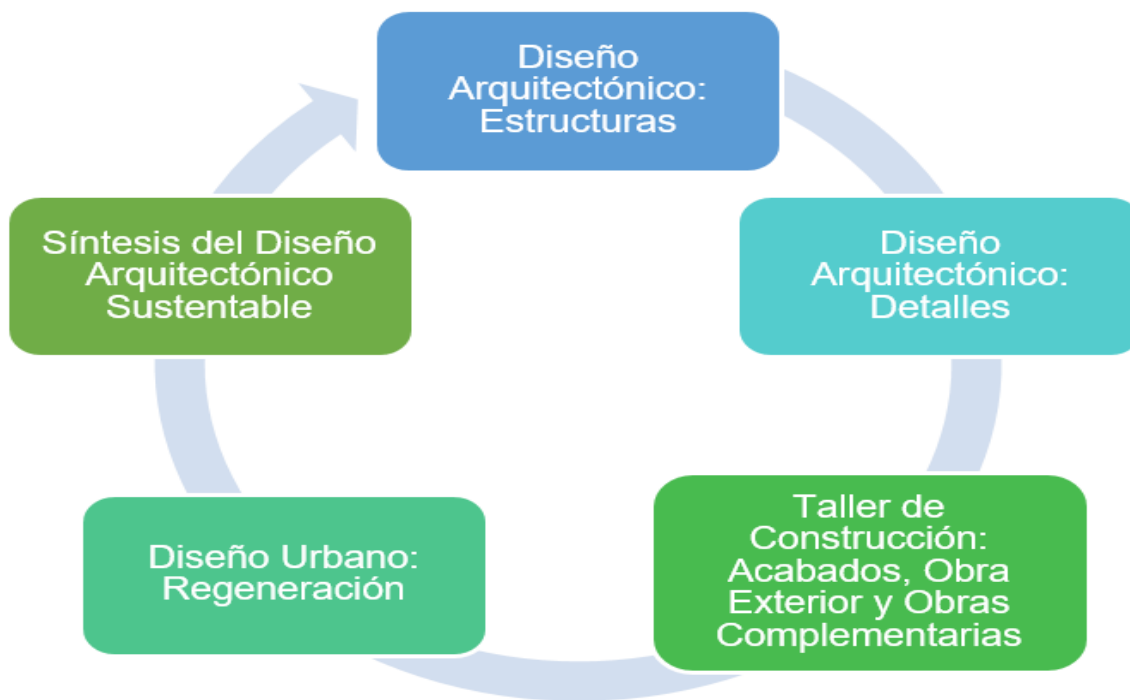 Diseño
Arquitectónico:
Estructuras
Diseño
Arquitectónico:
Detalles
Taller de
Construcción:
Acabados, Obra
Exterior y Obras
Complementarias
Diseño Urbano:
Regeneración
Síntesis del Diseño
Arquitectónico
Sustentable